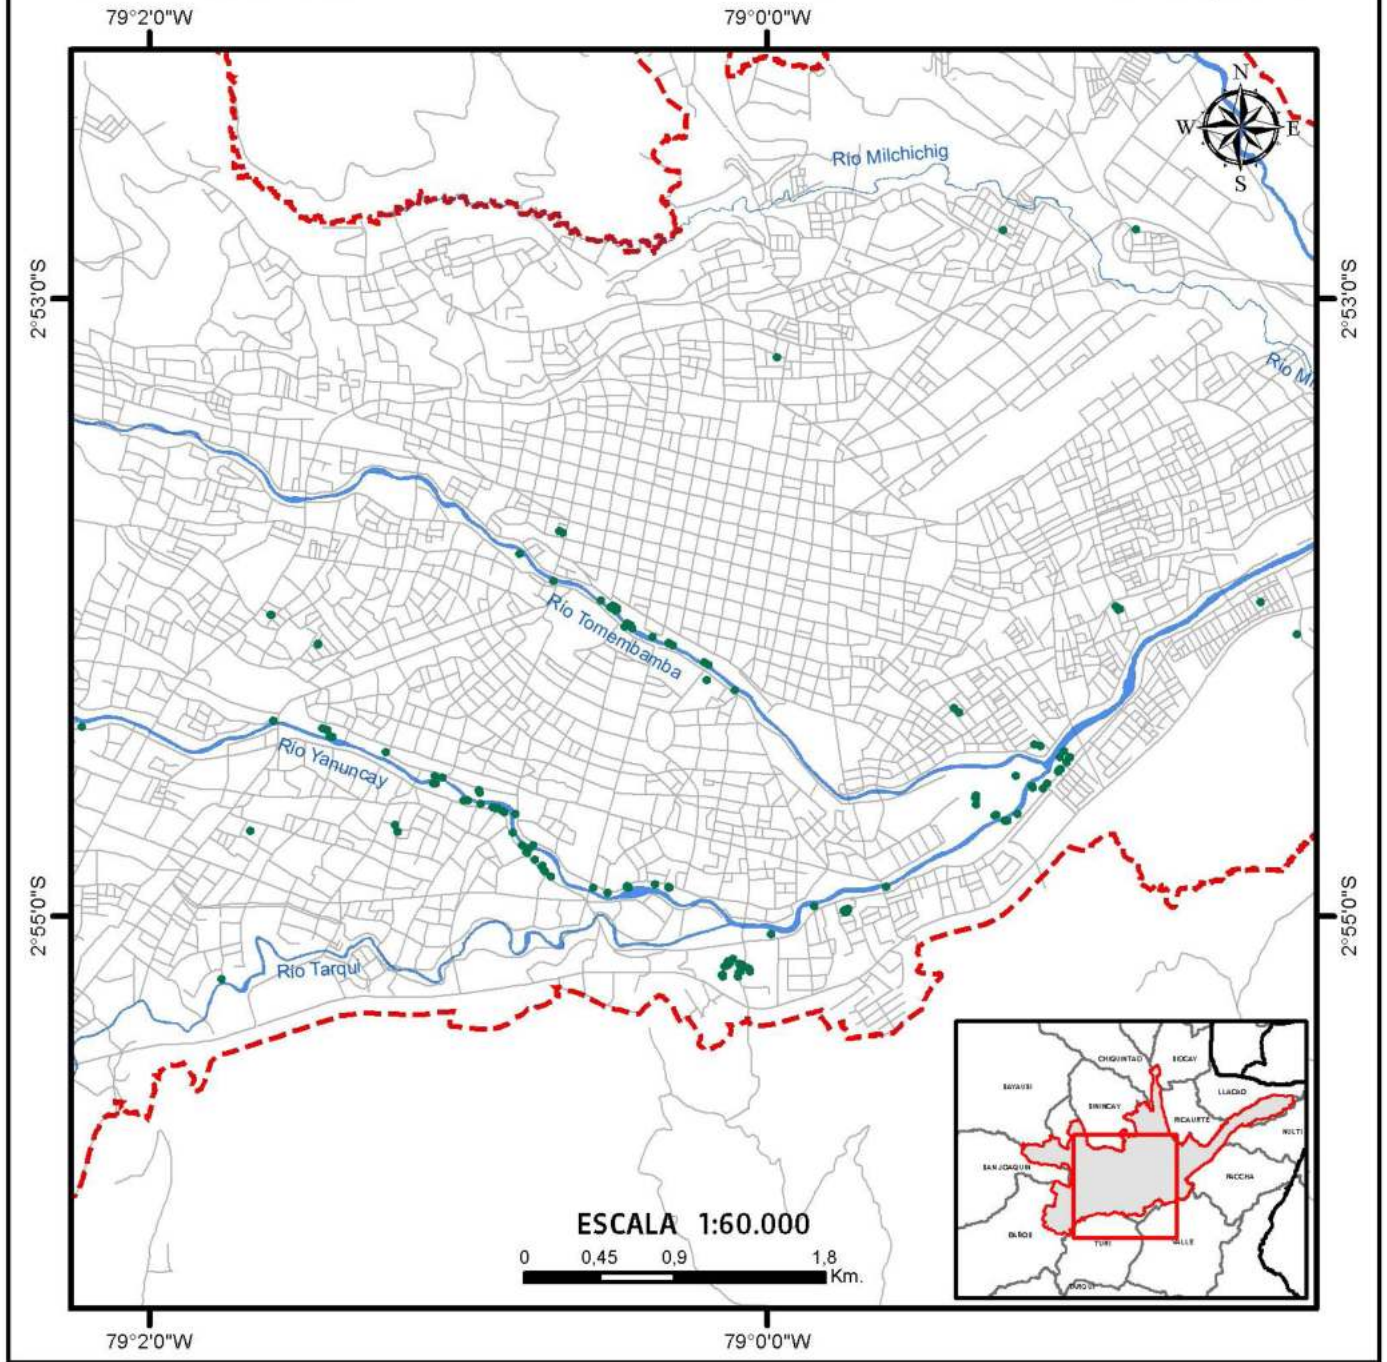 79°2'0"W 79°0'0"W
N
W E
S
Río Milchichig
2°53'0"S 2°53'0"S
Río Mi
Río Tomembamba
Río Yanuncay
2°55'0"S 2°55'0"S
Río Tarqui
CHIQUINTAD
SAYAUSI
LLACAO
SININCAY
RICAURTE
NULTI
SAN JOAQUIN
PACCHA
BAÑOS
TURI
VALLE
TARQUI
ESCALA 1:60.000
0 0,45 0,9 1,8
Km.
79°2'0"W 79°0'0"W